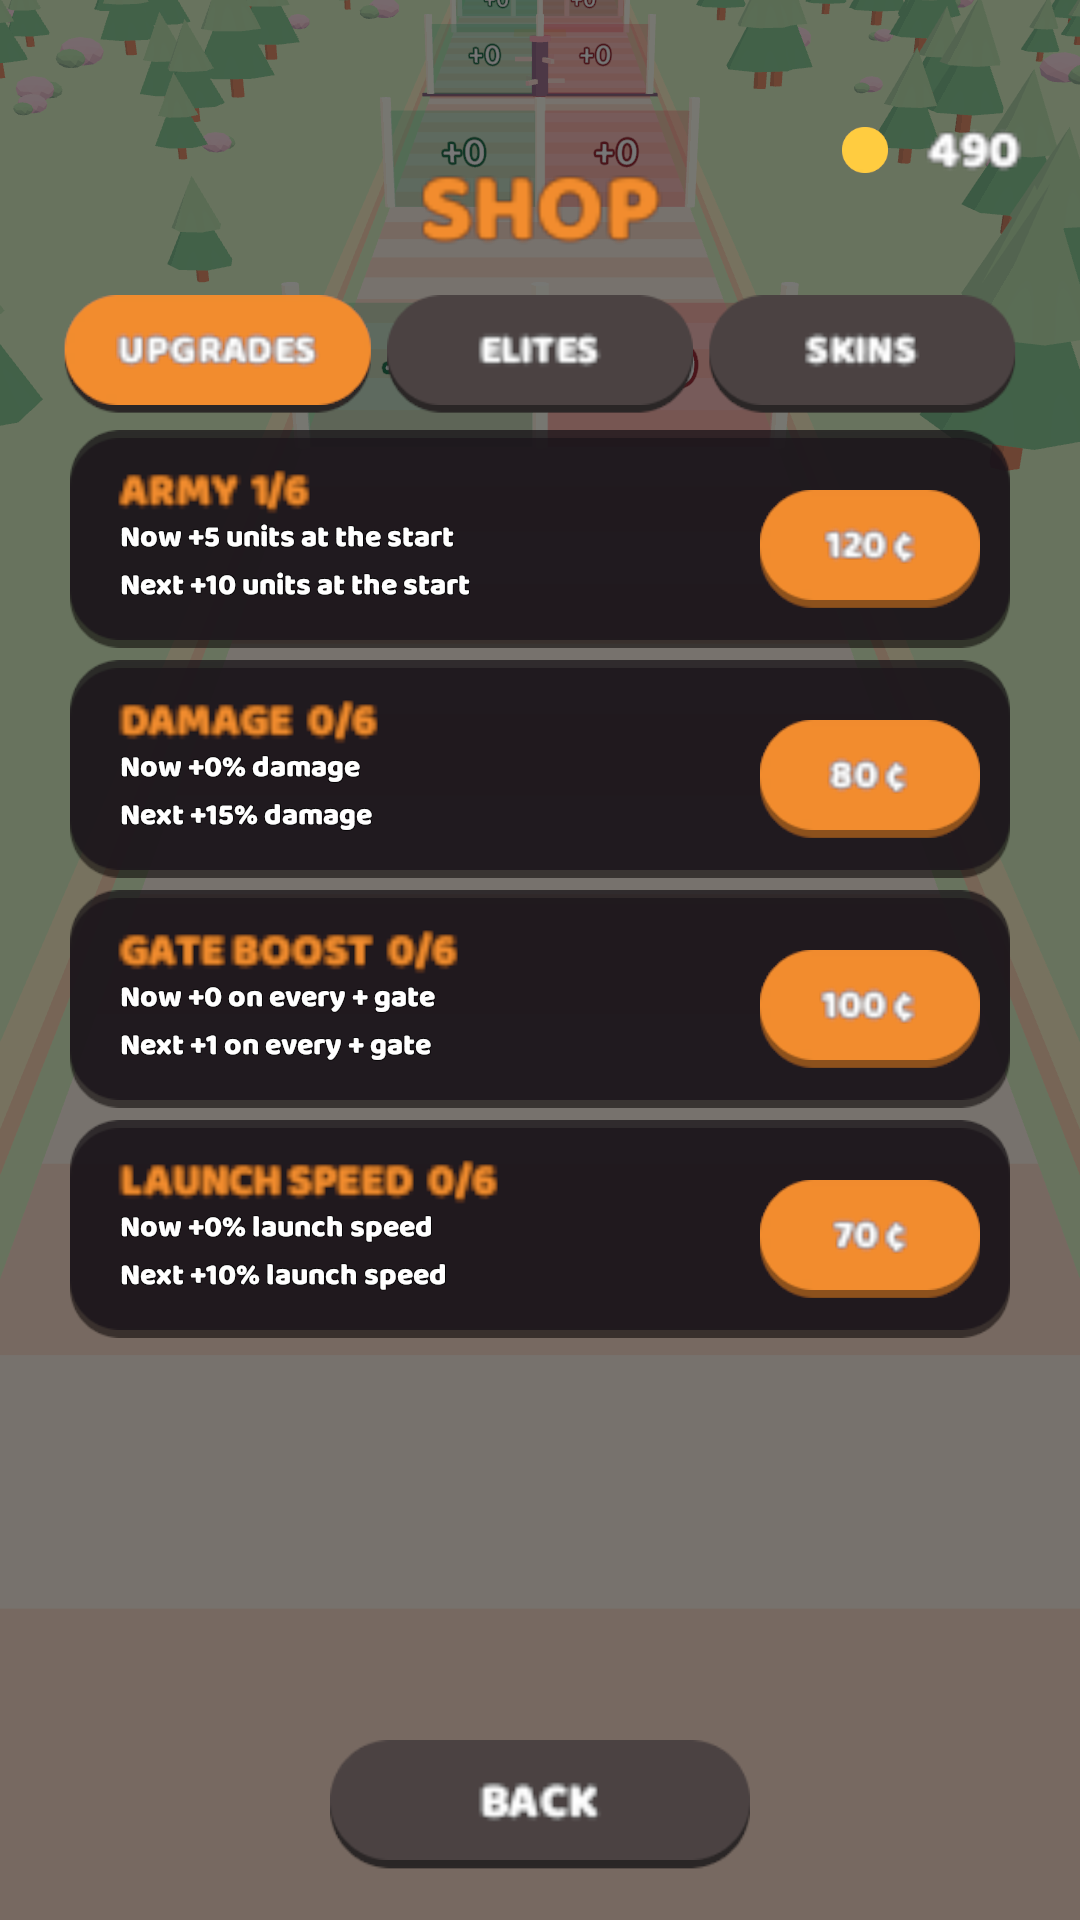 +0 +0
+0 +0
+0 +0
490
SHOP
UPGRADES ELITES SKINS
ARMY 1/6
Now +5 units at the start
Next +10 units at the start
120 ¢
DAMAGE 0/6
Now +0% damage
Next +15% damage
80 ¢
GATE BOOST 0/6
Now +0 on every + gate
Next +1 on every + gate
100 ¢
LAUNCH SPEED 0/6
Now +0% launch speed
Next +10% launch speed
70 ¢
BACK